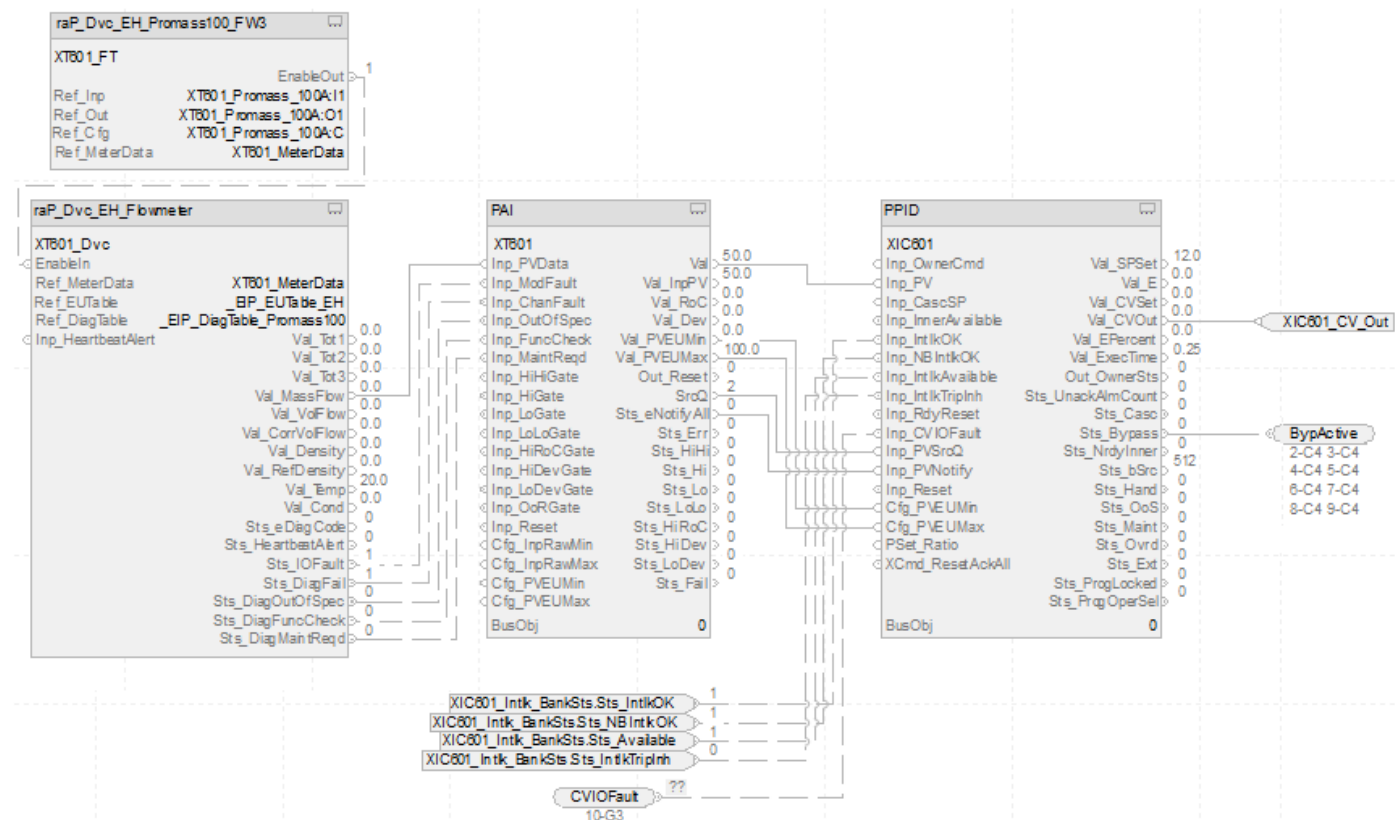 raP_Dvc_EH_Promass100_FW3
XT601_FT
EnableOut 1
Ref_Inp XT601_Promass_100A:I1
Ref_Out XT601_Promass_100A:O1
Ref_Cfg XT601_Promass_100A:C
Ref_MeterData XT601_MeterData
raP_Dvc_EH_Flowmeter
XT601_Dvc
EnableIn
Ref_MeterData XT601_MeterData
Ref_EUTable _EIP_EUTable_EH
Ref_DiagTable _EIP_DiagTable_Promass100
Inp_HeartbeatAlert
Val_Tot1 0.0
Val_Tot2 0.0
Val_Tot3 0.0
Val_MassFlow 0.0
Val_VolFlow 0.0
Val_CorrVolFlow 0.0
Val_Density 0.0
Val_RefDensity 0.0
Val_Temp 20.0
Val_Cond 0.0
Sts_eDiagCode 0
Sts_HeartbeatAlert 0
Sts_IOFault 1
Sts_DiagFail 1
Sts_DiagOutOfSpec 0
Sts_DiagFuncCheck 0
Sts_DiagMaintReqd 0
PAI
XT601
Inp_PVData Val 50.0
Inp_ModFault Val_InpPV 50.0
Inp_ChanFault Val_RoC 0.0
Inp_OutOfSpec Val_Dev 0.0
Inp_FuncCheck Val_PVEUMin 0.0
Inp_MaintReqd Val_PVEUMax 100.0
Inp_HiHiGate Out_Reset 0
Inp_HiGate SrcQ 2
Inp_LoGate Sts_eNotifyAll 0
Inp_LoLoGate Sts_Err 0
Inp_HiRoCGate Sts_HiHi 0
Inp_HiDevGate Sts_Hi 0
Inp_LoDevGate Sts_Lo 0
Inp_OoRGate Sts_LoLo 0
Inp_Reset Sts_HiRoC 0
Cfg_InpRawMin Sts_HiDev 0
Cfg_InpRawMax Sts_LoDev 0
Cfg_PVEUMin Sts_Fail 0
Cfg_PVEUMax
BusObj 0
PPID
XIC601
Inp_OwnerCmd Val_SPSet 12.0
Inp_PV Val_E 0.0
Inp_CascSP Val_CVSet 0.0
Inp_InnerAvailable Val_CVOut 0.0
Inp_IntlkOK Val_EPercent 0.0
Inp_NBIntlkOK Val_ExecTime 0.25
Inp_IntlkAvailable Out_OwnerSts 0
Inp_IntlkTripInh Sts_UnackAlmCount 0
Inp_RdyReset Sts_Casc 0
Inp_CVIOFault Sts_Bypass 0
Inp_PVSrcQ Sts_NrdyInner 0
Inp_PVNotify Sts_bSrc 512
Inp_Reset Sts_Hand 0
Cfg_PVEUMin Sts_OoS 0
Cfg_PVEUMax Sts_Maint 0
PSet_Ratio Sts_Ovrd 0
XCmd_ResetAckAll Sts_Ext 0
Sts_ProgLocked 0
Sts_ProgOperSel 0
BusObj 0
XIC601_CV_Out
BypActive
2-C4 3-C4
4-C4 5-C4
6-C4 7-C4
8-C4 9-C4
XIC601_Intlk_BankSts.Sts_IntlkOK 1
XIC601_Intlk_BankSts.Sts_NBIntlkOK 1
XIC601_Intlk_BankSts.Sts_Available 1
XIC601_Intlk_BankSts.Sts_IntlkTripInh 0
CVIOFault ??
10-G3